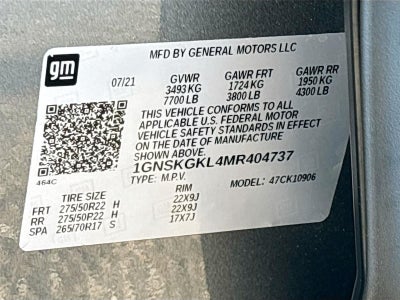 gm
MFD BY GENERAL MOTORS LLC
07/21 GVWR GAWR FRT GAWR RR
3493 KG 1724 KG 1950 KG
7700 LB 3800 LB 4300 LB
THIS VEHICLE CONFORMS TO ALL
APPLICABLE U.S. FEDERAL MOTOR
VEHICLE SAFETY STANDARDS IN EFFECT
ON THE DATE OF MANUFACTURE
SHOWN ABOVE.
1GNSKGKL4MR404737
464C TYPE: M.P.V. MODEL: 47CK10906
TIRE SIZE RIM
FRT 275/50R22 H 22X9J
RR 275/50R22 H 22X9J
SPA 265/70R17 S 17X7J